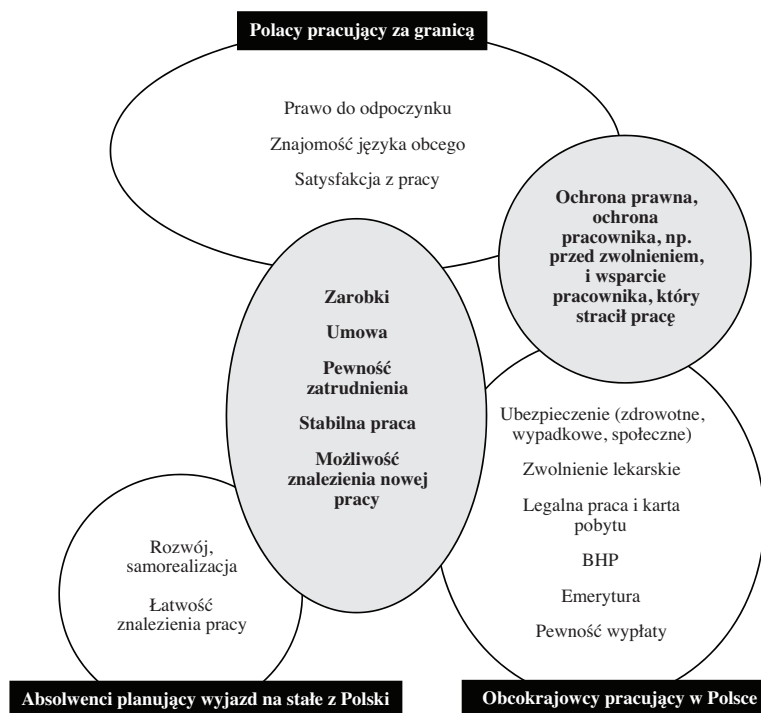 Polacy pracujący za granicą
Prawo do odpoczynku
Znajomość języka obcego
Satysfakcja z pracy
Ochrona prawna,
ochrona
pracownika, np.
przed zwolnieniem,
i wsparcie
pracownika, który
stracił pracę
Zarobki
Umowa
Pewność
zatrudnienia
Stabilna praca
Możliwość
znalezienia nowej
pracy
Ubezpieczenie (zdrowotne,
wypadkowe, społeczne)
Zwolnienie lekarskie
Legalna praca i karta
pobytu
BHP
Emerytura
Pewność wypłaty
Rozwój,
samorealizacja
Łatwość
znalezienia pracy
Absolwenci planujący wyjazd na stałe z Polski
Obcokrajowcy pracujący w Polsce